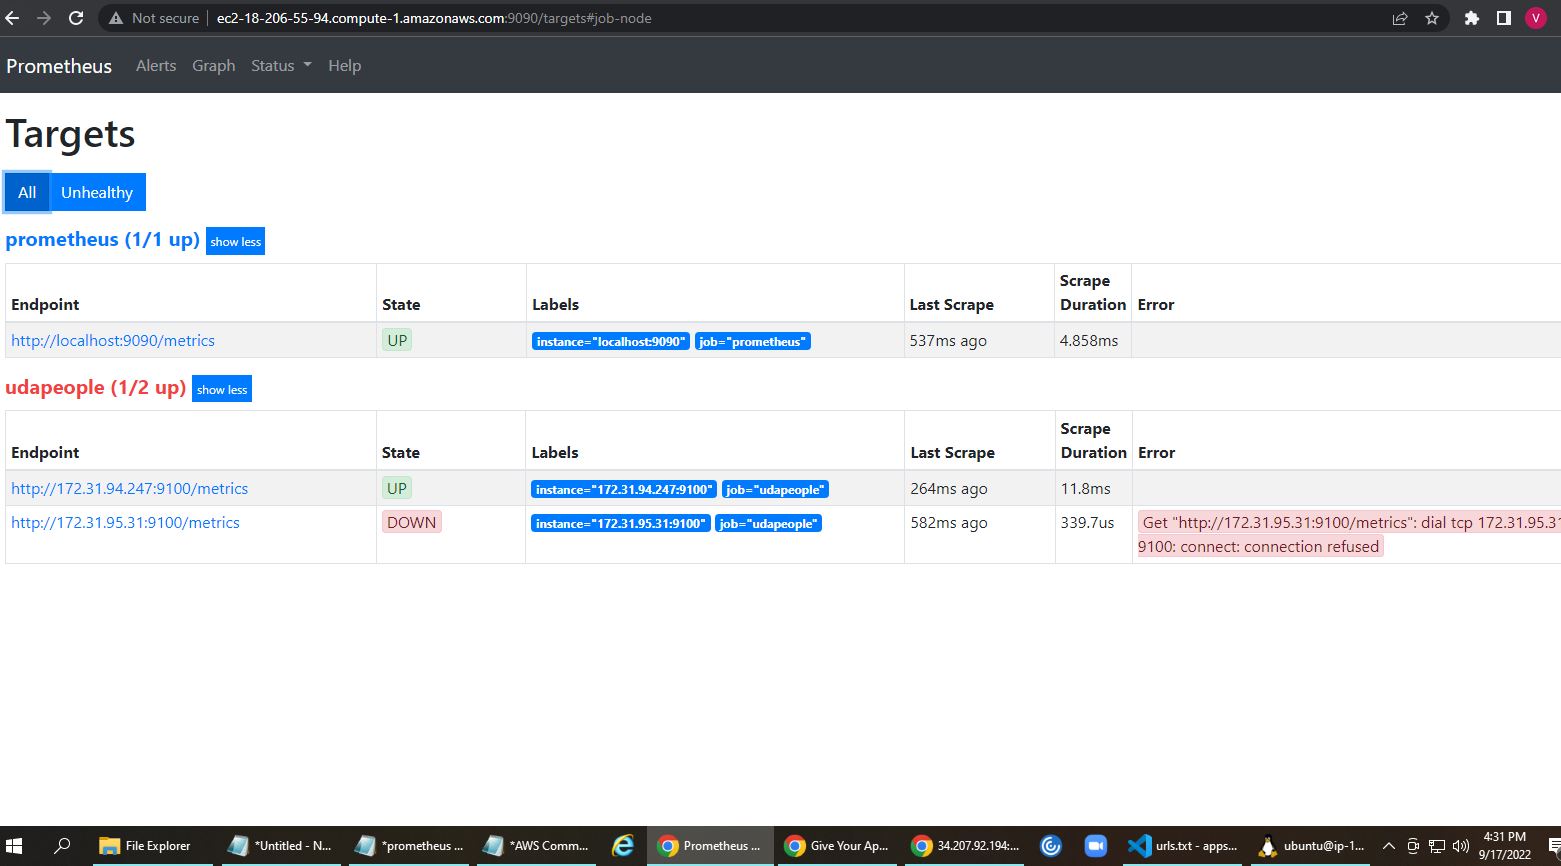 Not secure | ec2-18-206-55-94.compute-1.amazonaws.com:9090/targets#job-node V
Prometheus Alerts Graph Status Help
Targets
All Unhealthy
prometheus (1/1 up) show less
Scrape
Endpoint State Labels Last Scrape Duration Error
http://localhost:9090/metrics UP instance="localhost:9090" job="prometheus" 537ms ago 4.858ms
udapeople (1/2 up) show less
Scrape
Endpoint State Labels Last Scrape Duration Error
http://172.31.94.247:9100/metrics UP instance="172.31.94.247:9100" job="udapeople" 264ms ago 11.8ms
http://172.31.95.31:9100/metrics DOWN instance="172.31.95.31:9100" job="udapeople" 582ms ago 339.7us Get "http://172.31.95.31:9100/metrics": dial tcp 172.31.95.31
9100: connect: connection refused
File Explorer *Untitled - N... *prometheus ... *AWS Comm... Prometheus ... Give Your Ap... 34.207.92.194:... urls.txt - apps... ubuntu@ip-1... 4:31 PM
9/17/2022